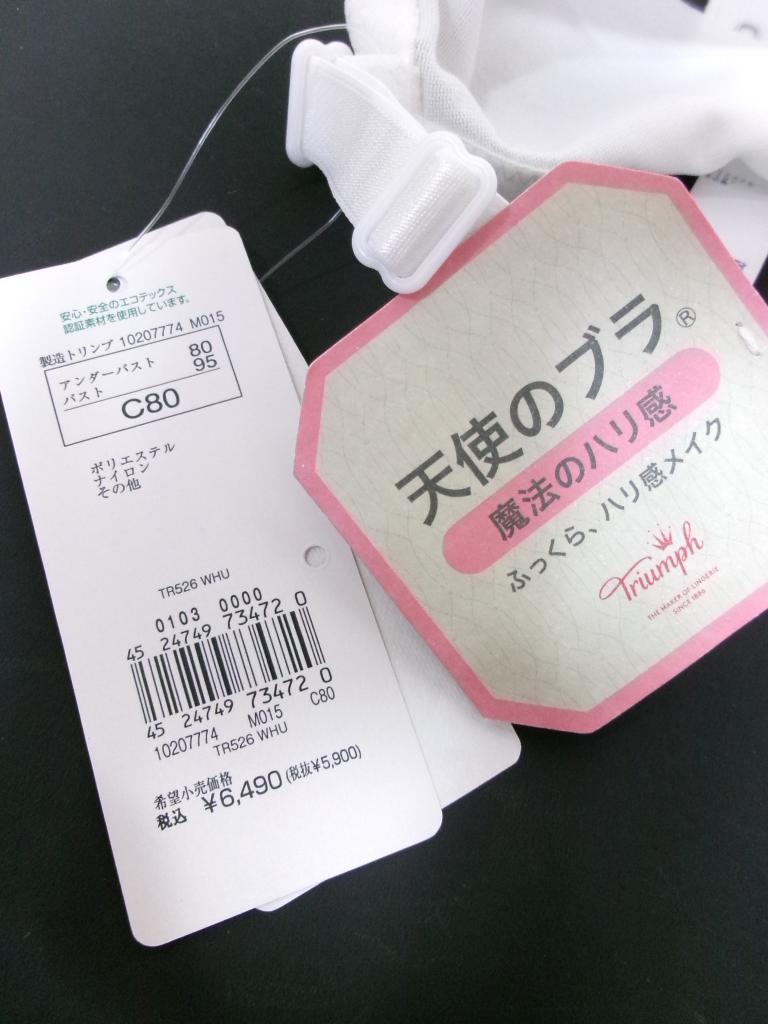 安心・安全のエコテックス
認証素材を使用しています。
製造トリンプ 10207774 M015
アンダーバスト 80
バスト 95
C80
ポリエステル
ナイロン
その他
TR526 WHU
0103 0000
45 24749 73472 0
45 24749 73472 0
10207774 M015 C80
TR526 WHU
希望小売価格
税込 ¥6,490 (税抜¥5,900)
天使のブラ®
魔法のハリ感
ふっくら、ハリ感メイク
Triumph
THE MAKER OF LINGERIE
SINCE 1886